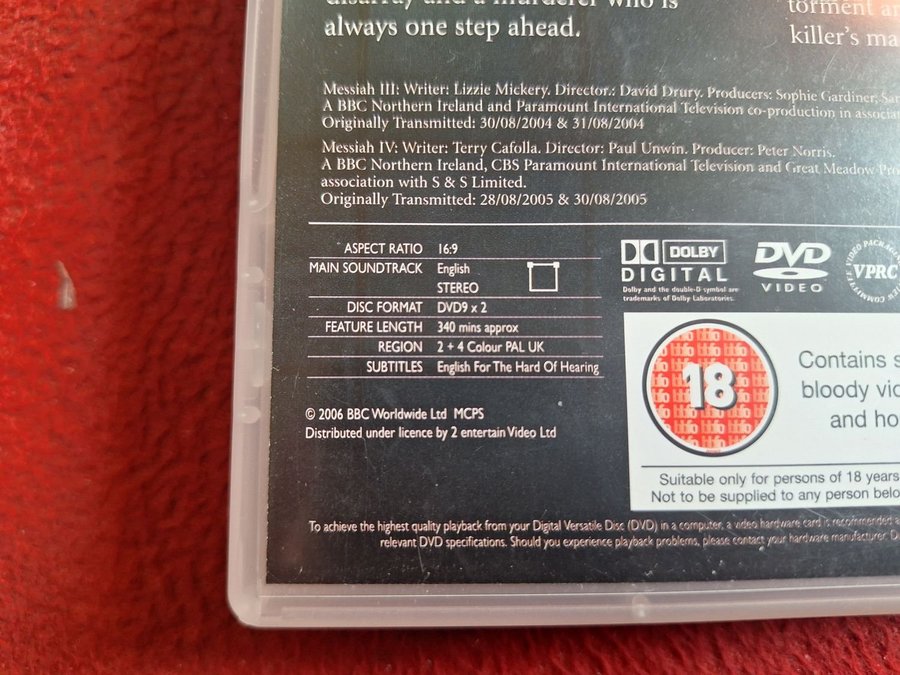 disarray and a murderer who is
always one step ahead.
torment
killer's
Messiah III: Writer: Lizzie Mickery. Director.: David Drury. Producers: Sophie Gardiner;
A BBC Northern Ireland and Paramount International Television co-production in
Originally Transmitted: 30/08/2004 & 31/08/2004
Messiah IV: Writer: Terry Cafolla. Director: Paul Unwin. Producer: Peter Norris.
A BBC Northern Ireland, CBS Paramount International Television and Great Meadow
association with S & S Limited.
Originally Transmitted: 28/08/2005 & 30/08/2005
ASPECT RATIO 16:9
MAIN SOUNDTRACK English
STEREO
DISC FORMAT DVD9 x 2
FEATURE LENGTH 340 mins approx
REGION 2 + 4 Colour PAL UK
SUBTITLES English For The Hard Of Hearing
DOLBY
DIGITAL
Dolby and the double-D symbol are
trademarks of Dolby Laboratories.
DVD
VIDEO
VIDEO
VPRC
18
Contains
bloody
and
Suitable only for persons of 18 years
Not to be supplied to any person
© 2006 BBC Worldwide Ltd MCPS
Distributed under licence by 2 entertain Video Ltd
To achieve the highest quality playback from your Digital Versatile Disc (DVD) in a computer, a video hardware card is recommended
relevant DVD specifications. Should you experience playback problems, please contact your hardware manufacturer.